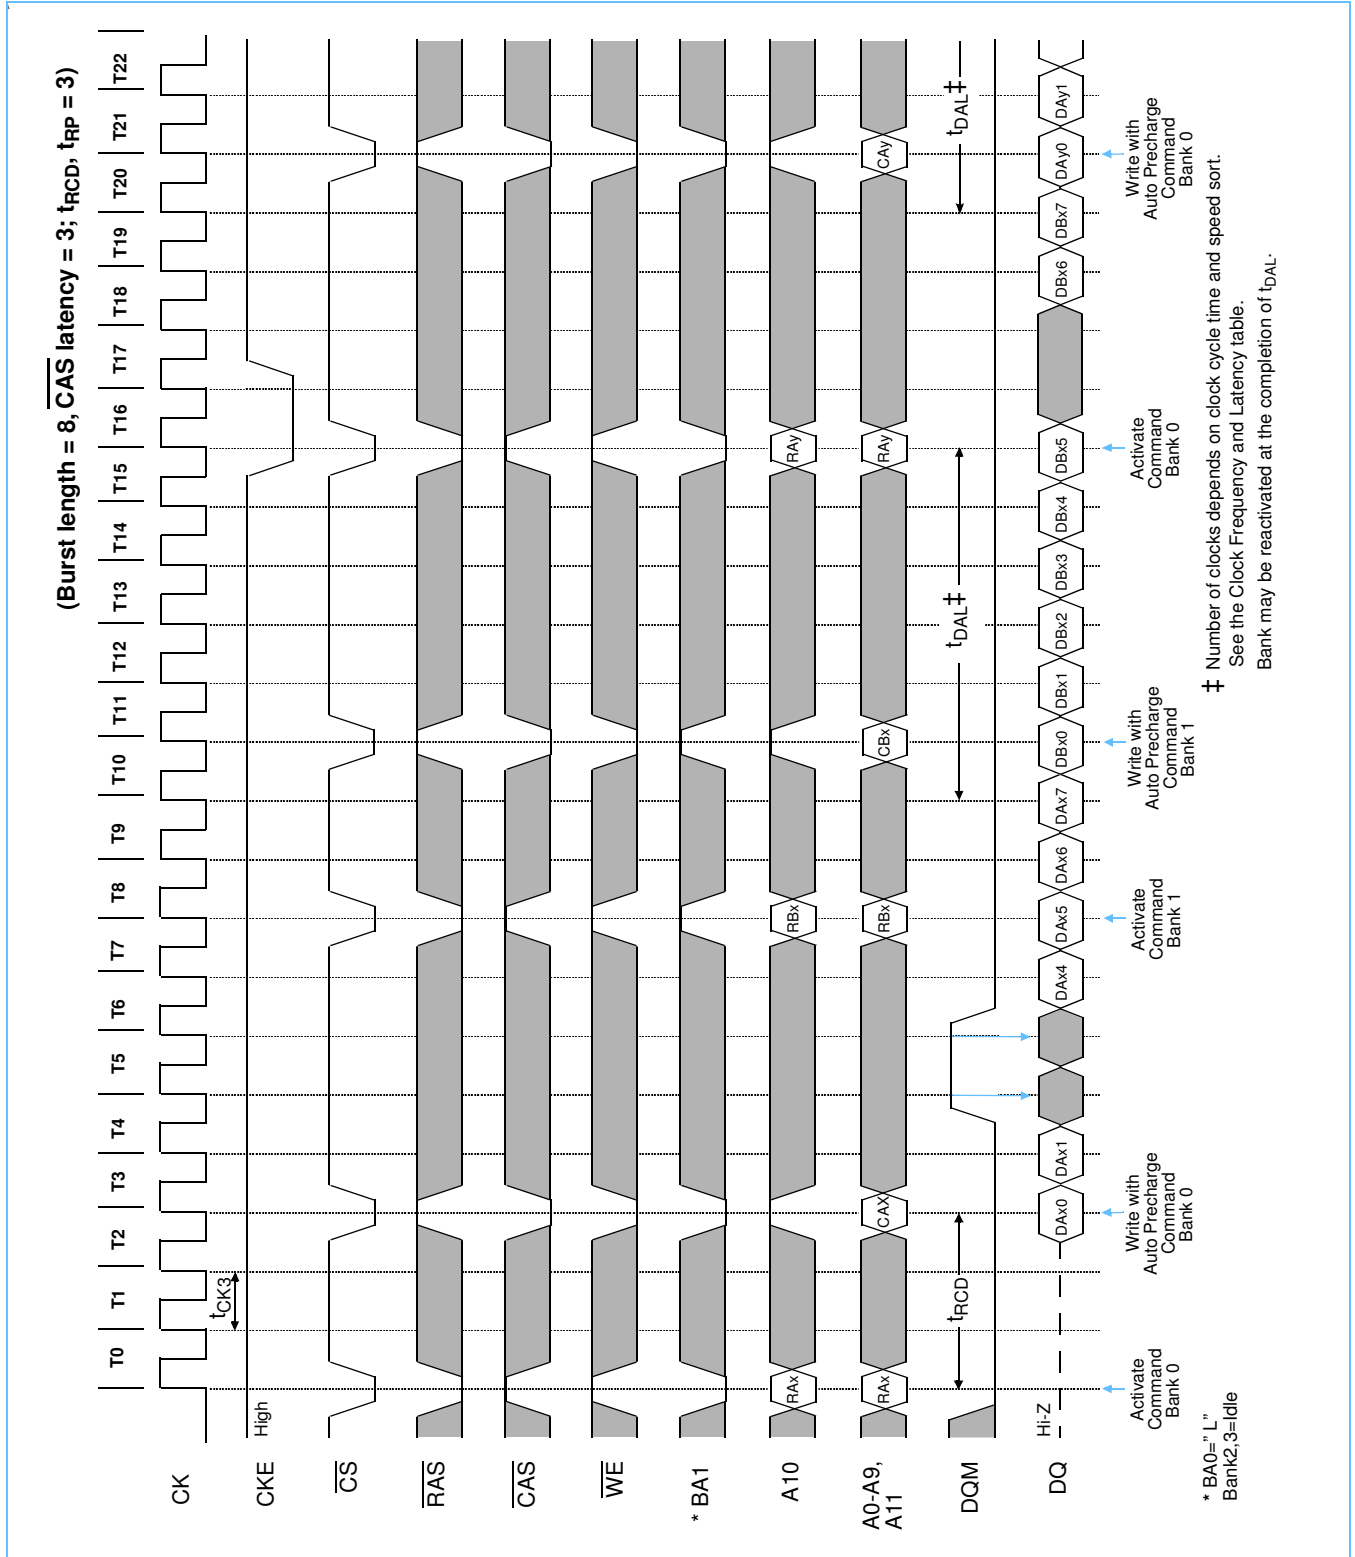 (Burst length = 8, CAS latency = 3; tRCD, tRP = 3)
T0 T1 T2 T3 T4 T5 T6 T7 T8 T9 T10 T11 T12 T13 T14 T15 T16 T17 T18 T19 T20 T21 T22
CK
tCK3
CKE
High
CS
RAS
CAS
WE
* BA1
A10
RAx RBx RAy
A0-A9,
A11
RAx CAX RBx CBx RAy CAy
DQM
tRCD tDAL‡ tDAL‡
DQ
Hi-Z
DAx0 DAx1 DAx4 DAx5 DAx6 DAx7 DBx0 DBx1 DBx2 DBx3 DBx4 DBx5 DBx6 DBx7 DAy0 DAy1
Activate
Command
Bank 0
Write with
Auto Precharge
Command
Bank 0
Activate
Command
Bank 1
Write with
Auto Precharge
Command
Bank 1
Activate
Command
Bank 0
Write with
Auto Precharge
Command
Bank 0
* BA0=" L"
Bank2,3=Idle
‡ Number of clocks depends on clock cycle time and speed sort.
See the Clock Frequency and Latency table.
Bank may be reactivated at the completion of tDAL.